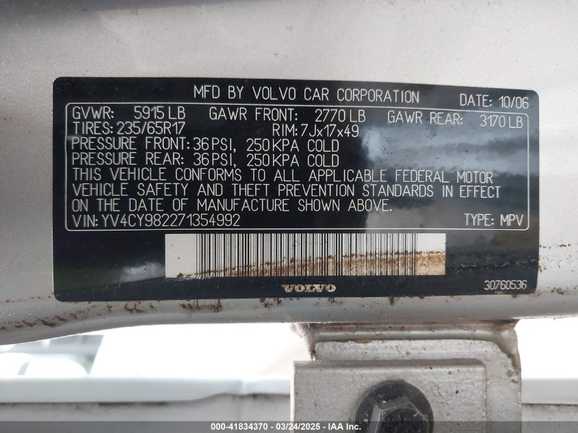 MFD BY VOLVO CAR CORPORATION DATE: 10/06
GVWR: 5915 LB GAWR FRONT: 2770 LB GAWR REAR: 3170 LB
TIRES: 235/65R17 RIM: 7Jx17x49
PRESSURE FRONT: 36 PSI, 250 KPA COLD
PRESSURE REAR: 36 PSI, 250 KPA COLD
THIS VEHICLE CONFORMS TO ALL APPLICABLE FEDERAL MOTOR
VEHICLE SAFETY AND THEFT PREVENTION STANDARDS IN EFFECT
ON THE DATE OF MANUFACTURE SHOWN ABOVE.
VIN: YV4CY982271354992 TYPE: MPV
VOLVO 30760536
000-41834370 - 03/24/2025 - IAA, Inc.